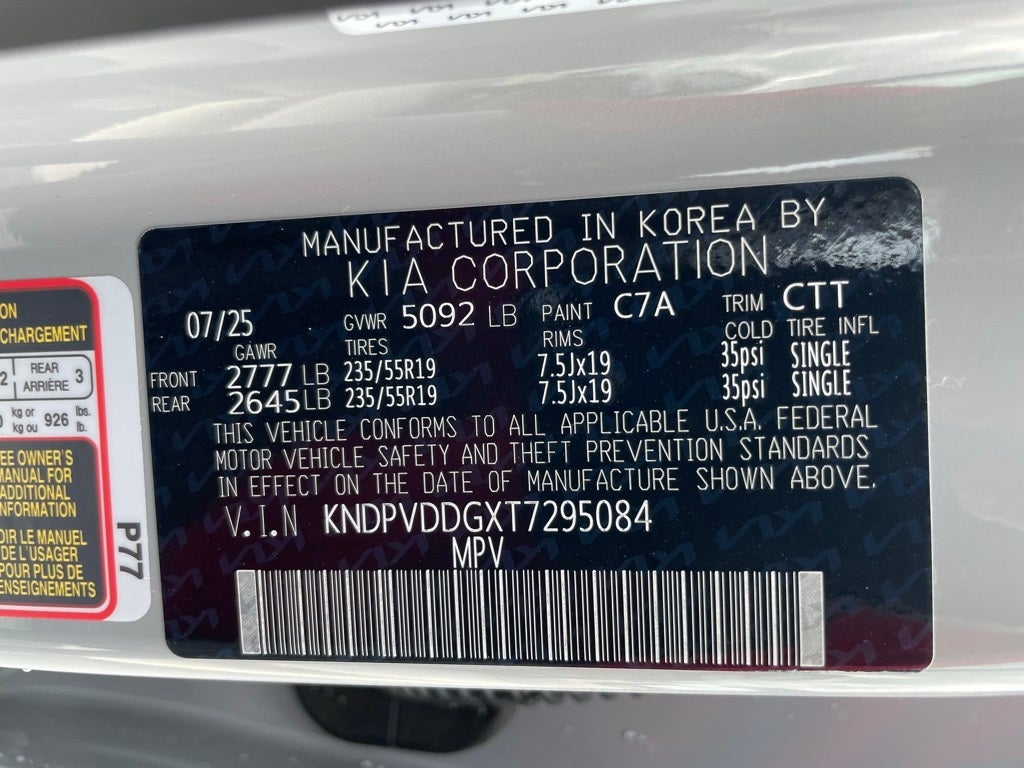 MANUFACTURED IN KOREA BY
KIA CORPORATION
07/25 GVWR 5092 LB PAINT C7A TRIM CTT
GAWR TIRES RIMS COLD TIRE INFL
FRONT 2777 LB 235/55R19 7.5Jx19 35psi SINGLE
REAR 2645 LB 235/55R19 7.5Jx19 35psi SINGLE
THIS VEHICLE CONFORMS TO ALL APPLICABLE U.S.A. FEDERAL
MOTOR VEHICLE SAFETY AND THEFT PREVENTION STANDARDS
IN EFFECT ON THE DATE OF MANUFACTURE SHOWN ABOVE.
V.I.N KNDPVDDGXT7295084
MPV
CHARGEMENT
2 REAR
ARRIÈRE 3
kg or
kg ou 926 lbs.
lb.
EE OWNER'S
MANUAL FOR
ADDITIONAL
NFORMATION
OIR LE MANUEL
E L'USAGER
POUR PLUS DE
ENSEIGNEMENTS
P77